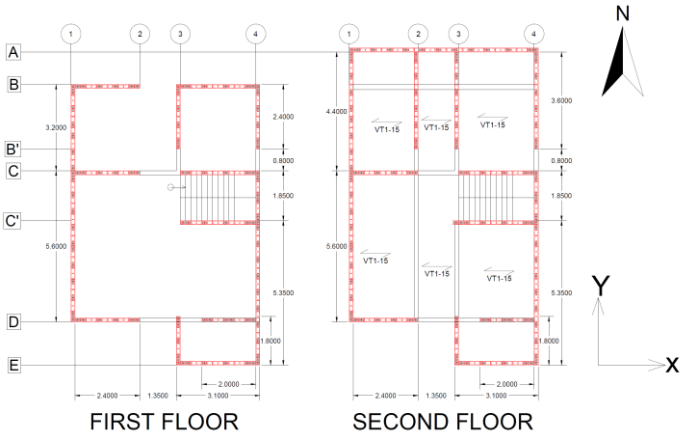 1 2 3 4
1 2 3 4
N
A
B
B'
C
C'
D
E
3.2000
5.6000
2.4000
0.8000
1.8500
5.3500
1.8000
2.0000
2.4000 1.3500 3.1000
FIRST FLOOR
4.4000
5.6000
VT1-15 VT1-15 VT1-15
VT1-15 VT1-15 VT1-15
3.6000
0.8000
1.8500
5.3500
1.8000
2.0000
2.4000 1.3500 3.1000
SECOND FLOOR
Y
X